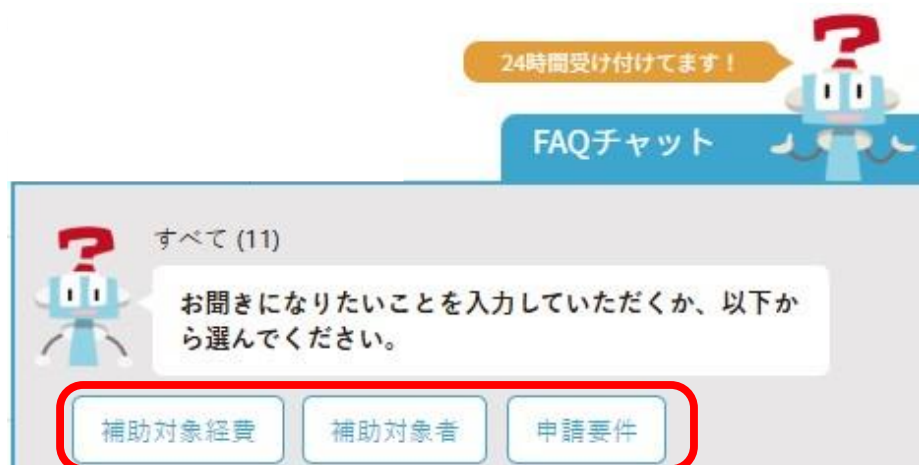 24時間受け付けてます！
FAQチャット
すべて (11)
お聞きになりたいことを入力していただくか、以下か
ら選んでください。
補助対象経費
補助対象者
申請要件